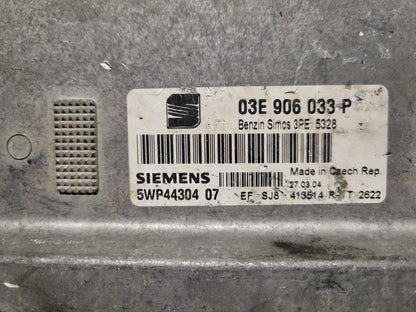 03E 906 033 P
Benzin Simos 3PE 5328
Made in Czech Rep.
SIEMENS
27 03 04
5WP44304 07
EF SJ8 413514 R T 2622